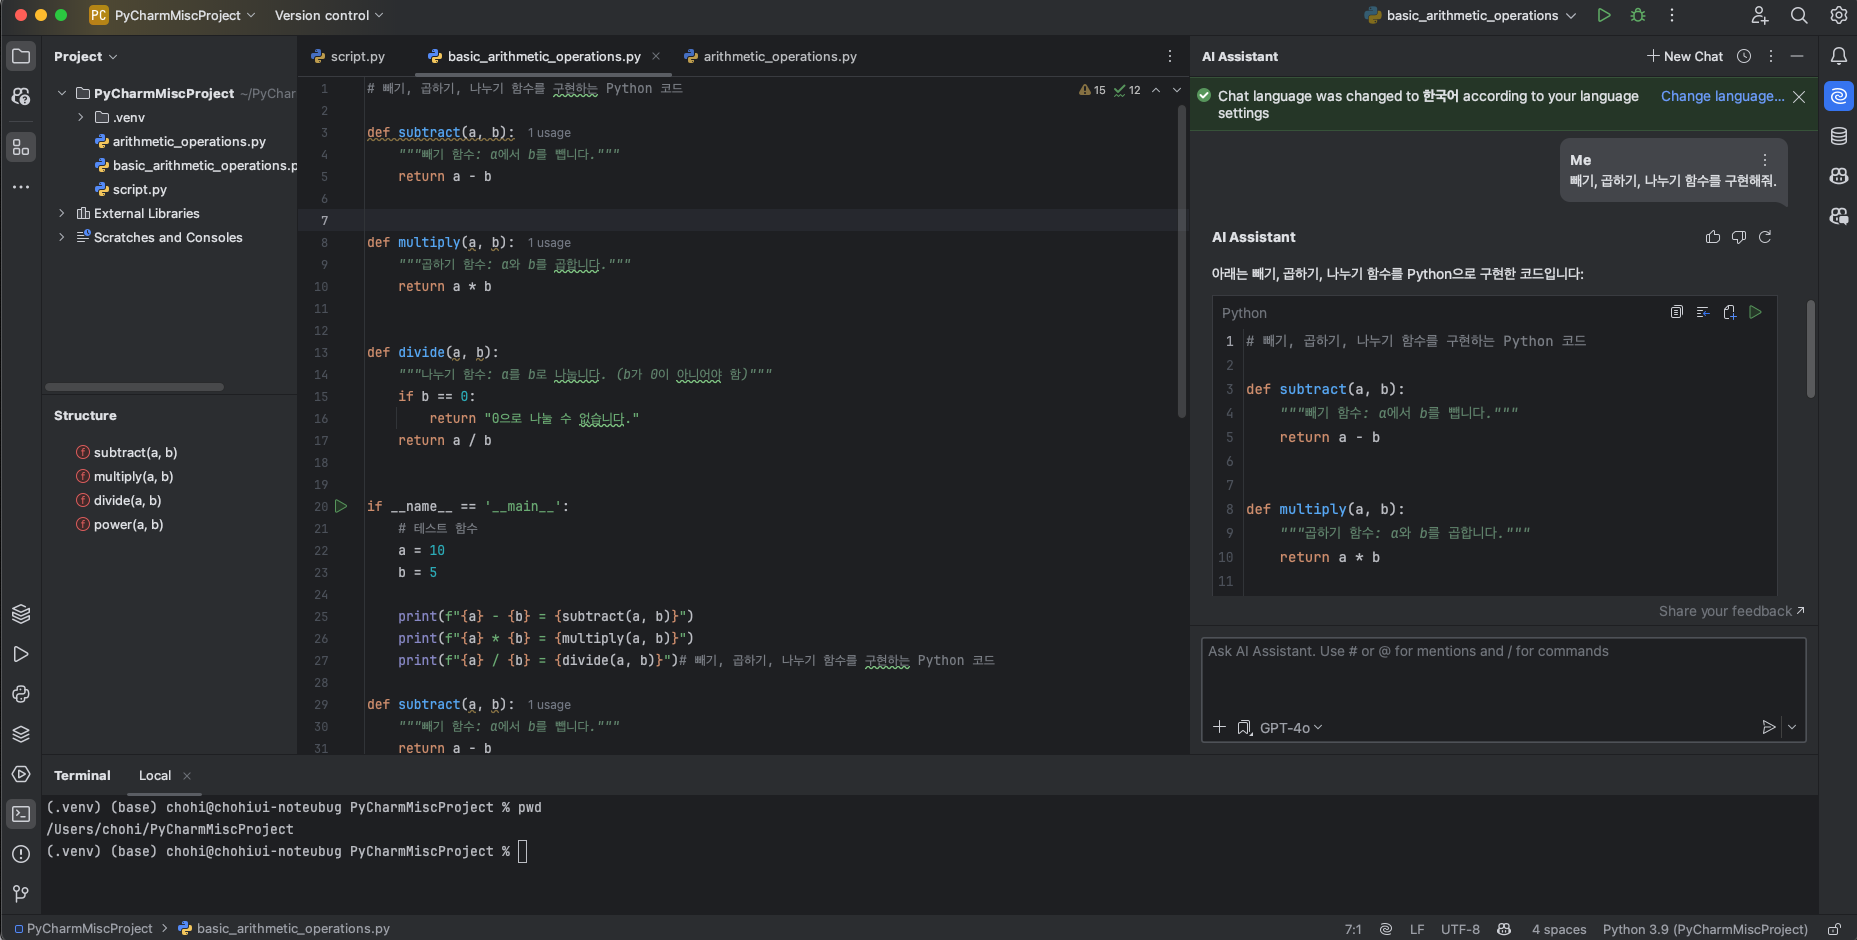 PC PyCharmMiscProject Version control basic_arithmetic_operations
Project
PyCharmMiscProject ~/PyChar
.venv
arithmetic_operations.py
basic_arithmetic_operations.p
script.py
External Libraries
Scratches and Consoles
Structure
subtract(a, b)
multiply(a, b)
divide(a, b)
power(a, b)
script.py basic_arithmetic_operations.py arithmetic_operations.py
15 12
1 # 빼기, 곱하기, 나누기 함수를 구현하는 Python 코드
2
3 def subtract(a, b): 1 usage
4 """빼기 함수: a에서 b를 뺍니다."""
5 return a - b
6
7
8 def multiply(a, b): 1 usage
9 """곱하기 함수: a와 b를 곱합니다."""
10 return a * b
11
12
13 def divide(a, b):
14 """나누기 함수: a를 b로 나눕니다. (b가 0이 아니어야 함)"""
15 if b == 0:
16 return "0으로 나눌 수 없습니다."
17 return a / b
18
19
20 if __name__ == '__main__':
21 # 테스트 함수
22 a = 10
23 b = 5
24
25 print(f"{a} - {b} = {subtract(a, b)}")
26 print(f"{a} * {b} = {multiply(a, b)}")
27 print(f"{a} / {b} = {divide(a, b)}")# 빼기, 곱하기, 나누기 함수를 구현하는 Python 코드
28
29 def subtract(a, b): 1 usage
30 """빼기 함수: a에서 b를 뺍니다."""
31 return a - b
AI Assistant New Chat
Chat language was changed to 한국어 according to your language Change language...
settings
Me
빼기, 곱하기, 나누기 함수를 구현해줘.
AI Assistant
아래는 빼기, 곱하기, 나누기 함수를 Python으로 구현한 코드입니다:
Python
1 # 빼기, 곱하기, 나누기 함수를 구현하는 Python 코드
2
3 def subtract(a, b):
4 """빼기 함수: a에서 b를 뺍니다."""
5 return a - b
6
7
8 def multiply(a, b):
9 """곱하기 함수: a와 b를 곱합니다."""
10 return a * b
11
Share your feedback
Ask AI Assistant. Use # or @ for mentions and / for commands
GPT-4o
Terminal Local
(.venv) (base) chohi@chohiui-noteubug PyCharmMiscProject % pwd
/Users/chohi/PyCharmMiscProject
(.venv) (base) chohi@chohiui-noteubug PyCharmMiscProject %
PyCharmMiscProject basic_arithmetic_operations.py 7:1 LF UTF-8 4 spaces Python 3.9 (PyCharmMiscProject)